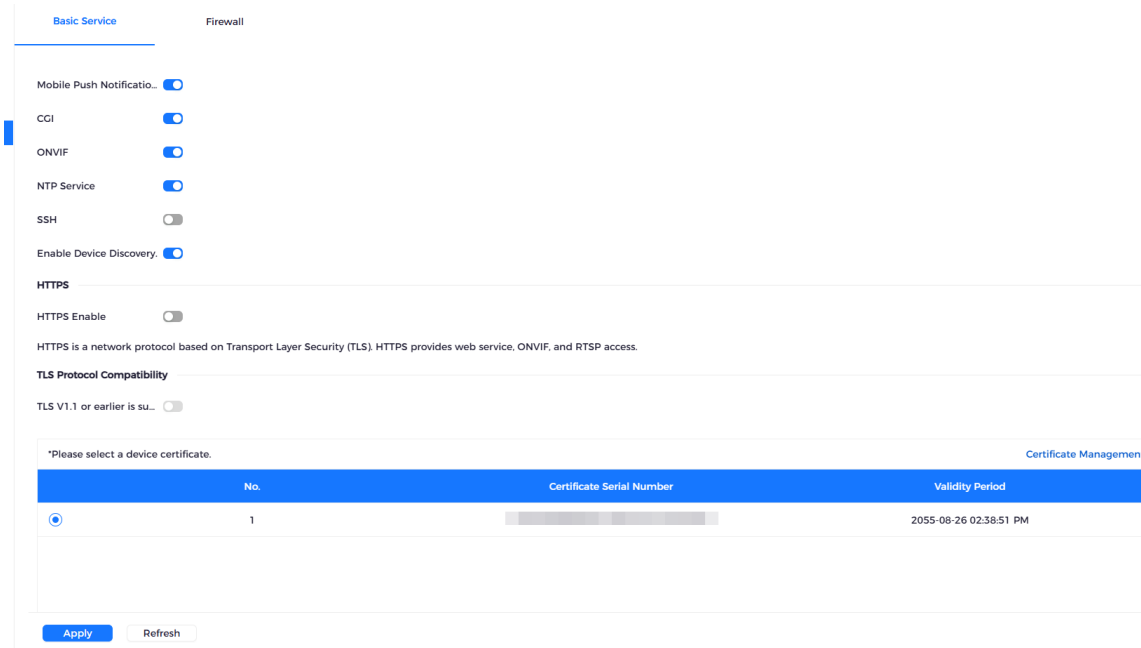 Basic Service Firewall
Mobile Push Notificatio...
CGI
ONVIF
NTP Service
SSH
Enable Device Discovery.
HTTPS
HTTPS Enable
HTTPS is a network protocol based on Transport Layer Security (TLS). HTTPS provides web service, ONVIF, and RTSP access.
TLS Protocol Compatibility
TLS V1.1 or earlier is su...
*Please select a device certificate. Certificate Managemen
No. Certificate Serial Number Validity Period
1 2055-08-26 02:38:51 PM
Apply Refresh